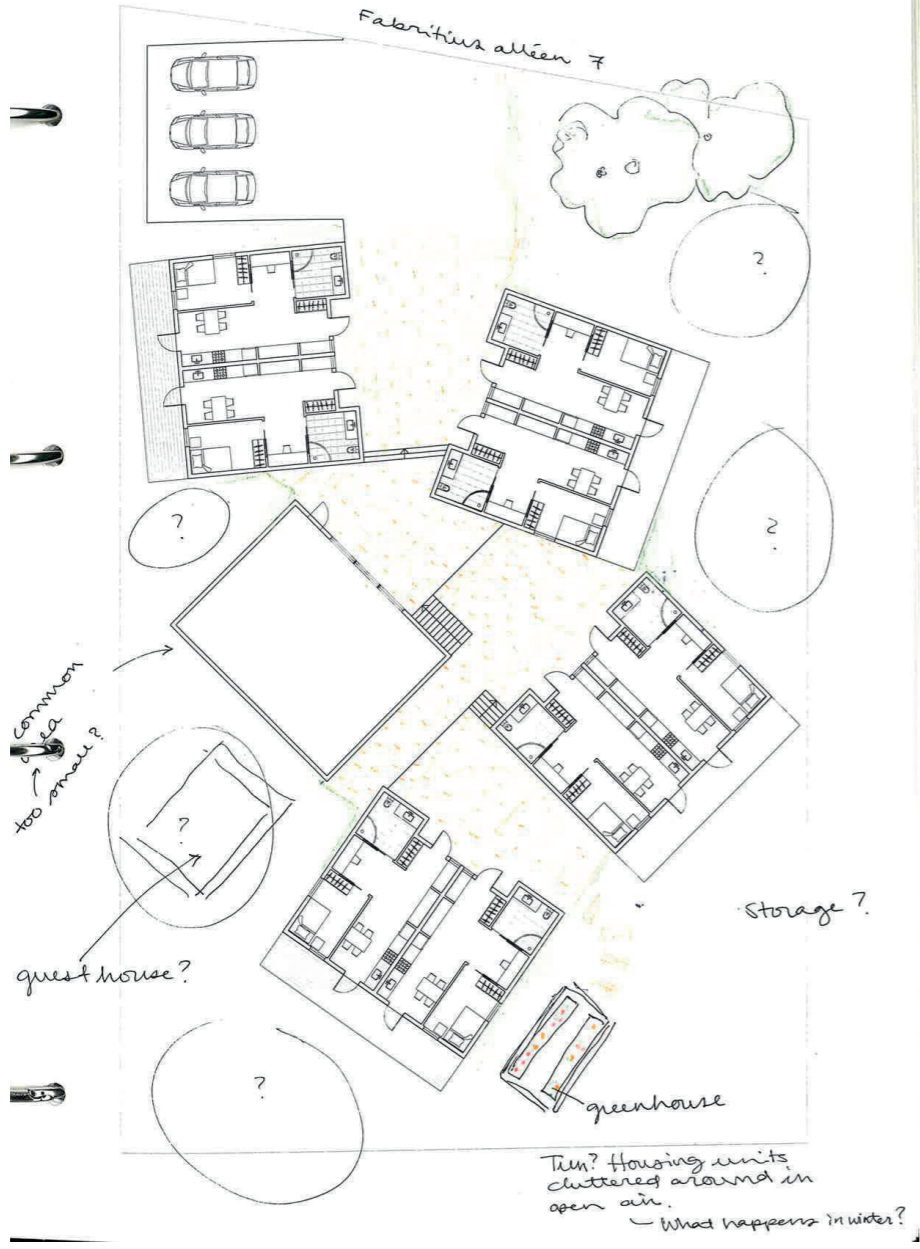 Fabritius alléen 7
?
?
?
common
area
too small?
?
guest house?
storage?
?
greenhouse
Tun? Housing units
cluttered around in
open air.
– What happens in winter?